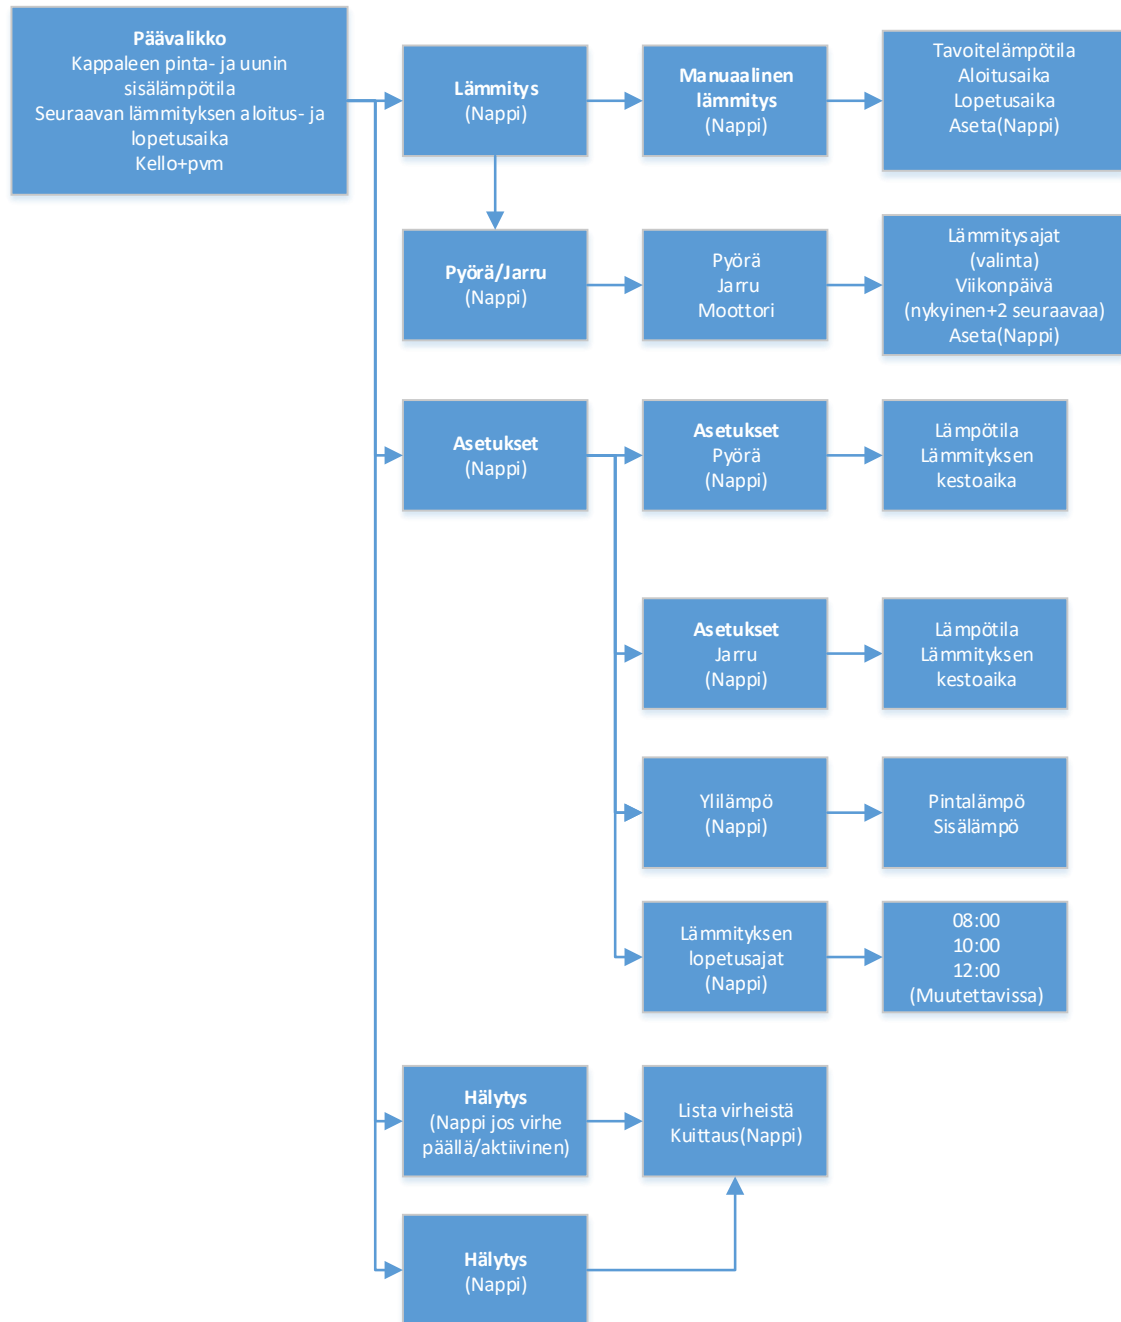 Päävalikko
Kappaleen pinta- ja uunin
sisälämpötila
Seuraavan lämmityksen aloitus- ja
lopetusaika
Kello+pvm
Lämmitys
(Nappi)
Manuaalinen
lämmitys
(Nappi)
Tavoitelämpötila
Aloitusaika
Lopetusaika
Aseta(Nappi)
Pyörä/Jarru
(Nappi)
Pyörä
Jarru
Moottori
Lämmitysajat
(valinta)
Viikonpäivä
(nykyinen+2 seuraavaa)
Aseta(Nappi)
Asetukset
(Nappi)
Asetukset
Pyörä
(Nappi)
Lämpötila
Lämmityksen
kestoaika
Asetukset
Jarru
(Nappi)
Lämpötila
Lämmityksen
kestoaika
Ylilämpö
(Nappi)
Pintalämpö
Sisälämpö
Lämmityksen
lopetusajat
(Nappi)
08:00
10:00
12:00
(Muutettavissa)
Hälytys
(Nappi jos virhe
päällä/aktiivinen)
Lista virheistä
Kuittaus(Nappi)
Hälytys
(Nappi)